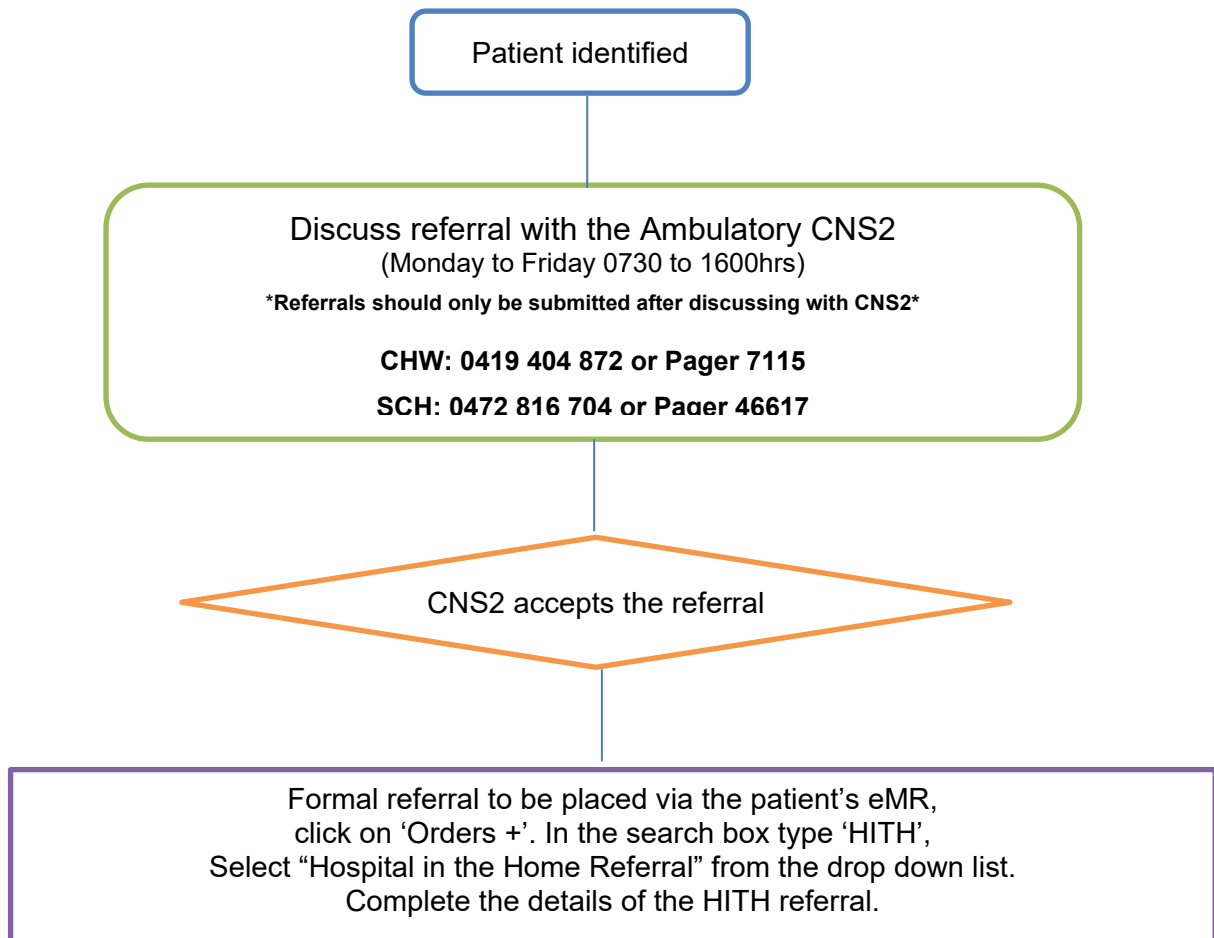 Patient identified
Discuss referral with the Ambulatory CNS2
(Monday to Friday 0730 to 1600hrs)
*Referrals should only be submitted after discussing with CNS2*
CHW: 0419 404 872 or Pager 7115
SCH: 0472 816 704 or Pager 46617
CNS2 accepts the referral
Formal referral to be placed via the patient’s eMR,
click on ‘Orders +’. In the search box type ‘HITH’,
Select “Hospital in the Home Referral” from the drop down list.
Complete the details of the HITH referral.